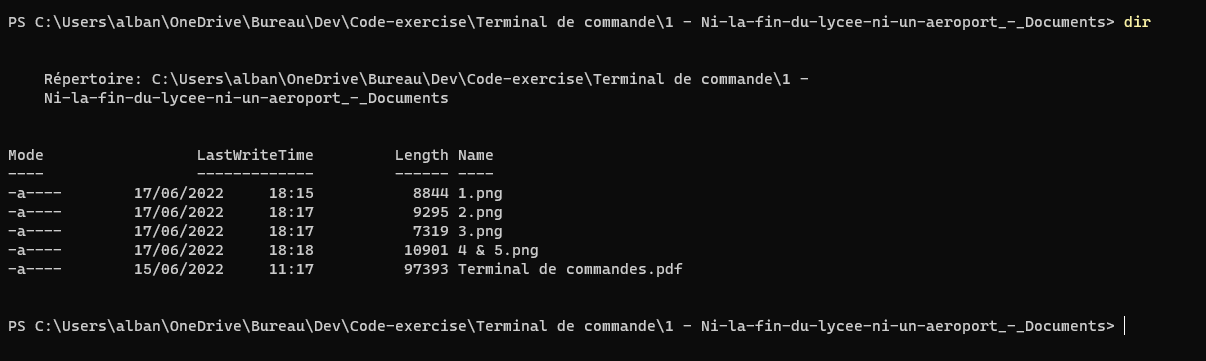 PS C:\Users\alban\OneDrive\Bureau\Dev\Code-exercise\Terminal de commande\1 - Ni-la-fin-du-lycee-ni-un-aeroport_-_Documents> dir
Répertoire: C:\Users\alban\OneDrive\Bureau\Dev\Code-exercise\Terminal de commande\1 -
Ni-la-fin-du-lycee-ni-un-aeroport_-_Documents
Mode                 LastWriteTime         Length Name
----                 -------------         ------ ----
-a----        17/06/2022     18:15           8844 1.png
-a----        17/06/2022     18:17           9295 2.png
-a----        17/06/2022     18:17           7319 3.png
-a----        17/06/2022     18:18          10901 4 & 5.png
-a----        15/06/2022     11:17          97393 Terminal de commandes.pdf
PS C:\Users\alban\OneDrive\Bureau\Dev\Code-exercise\Terminal de commande\1 - Ni-la-fin-du-lycee-ni-un-aeroport_-_Documents>